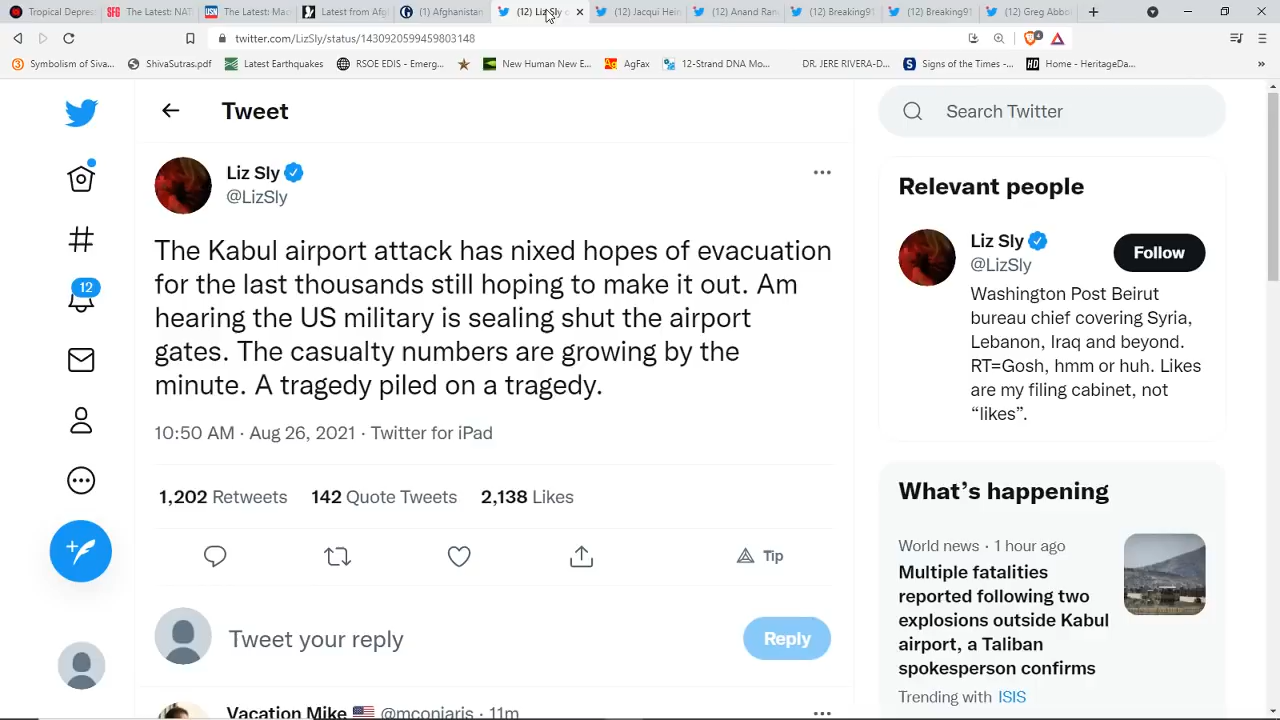 Tropical Depres
SFG The Latest: NAT
USN The Latest: Mac
Latest from Afg
(1) Afghanistan
(12) Liz Sly o
(12) Jacqui Hein
(12) Anand Ran
(12) Breaking91
(12) Breaking91
(12) Greg Abbo
twitter.com/LizSly/status/1430920599459803148
Symbolism of Siva...
ShivaSutras.pdf
Latest Earthquakes
RSOE EDIS - Emerg...
New Human New E...
Ag AgFax
12-Strand DNA Mo...
DR. JERE RIVERA-D...
S Signs of the Times -...
HD Home - HeritageDa...
»
Tweet
Search Twitter
Liz Sly
@LizSly
The Kabul airport attack has nixed hopes of evacuation
for the last thousands still hoping to make it out. Am
hearing the US military is sealing shut the airport
gates. The casualty numbers are growing by the
minute. A tragedy piled on a tragedy.
10:50 AM · Aug 26, 2021 · Twitter for iPad
1,202 Retweets 142 Quote Tweets 2,138 Likes
Tip
Tweet your reply
Reply
Vacation Mike @mconjaris · 11m
12
Relevant people
Liz Sly
@LizSly
Follow
Washington Post Beirut
bureau chief covering Syria,
Lebanon, Iraq and beyond.
RT=Gosh, hmm or huh. Likes
are my filing cabinet, not
“likes”.
What’s happening
World news · 1 hour ago
Multiple fatalities
reported following two
explosions outside Kabul
airport, a Taliban
spokesperson confirms
Trending with ISIS